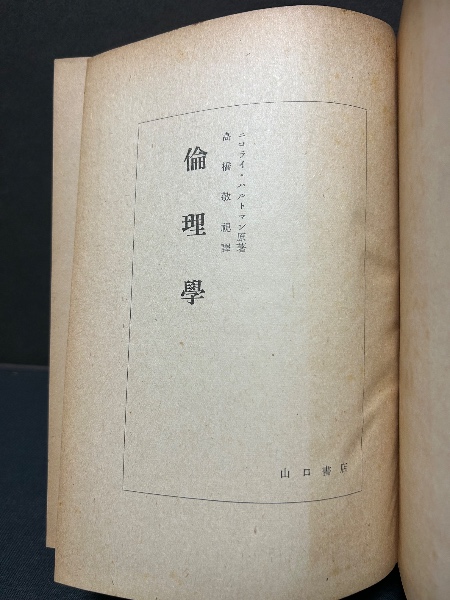 ニコライ・ハルトマン原著
高橋敬視譯
倫理學
山口書店